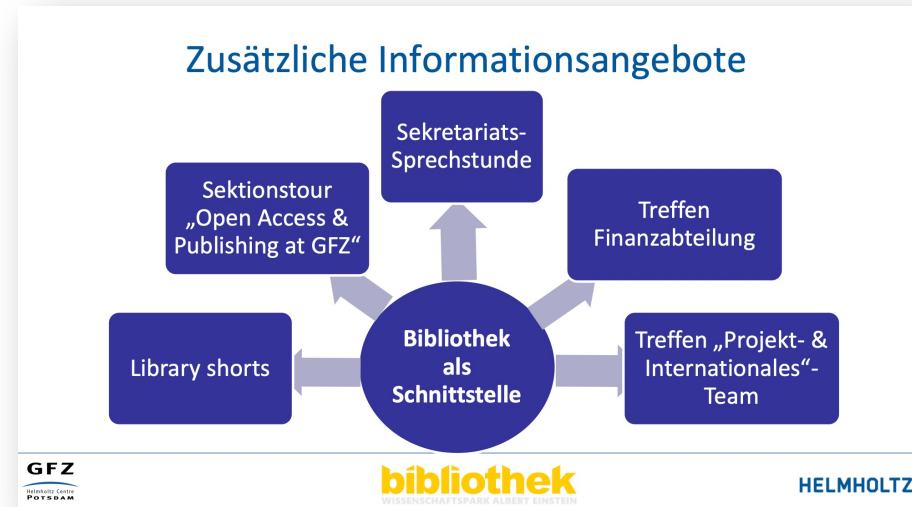 Zusätzliche Informationsangebote
Sekretariats-
Sprechstunde
Sektionstour
„Open Access &
Publishing at GFZ“
Treffen
Finanzabteilung
Library shorts
Bibliothek
als
Schnittstelle
Treffen „Projekt- &
Internationales“-
Team
GFZ
Helmholtz Centre
POTSDAM
bibliothek
WISSENSCHAFTSPARK ALBERT EINSTEIN
HELMHOLTZ